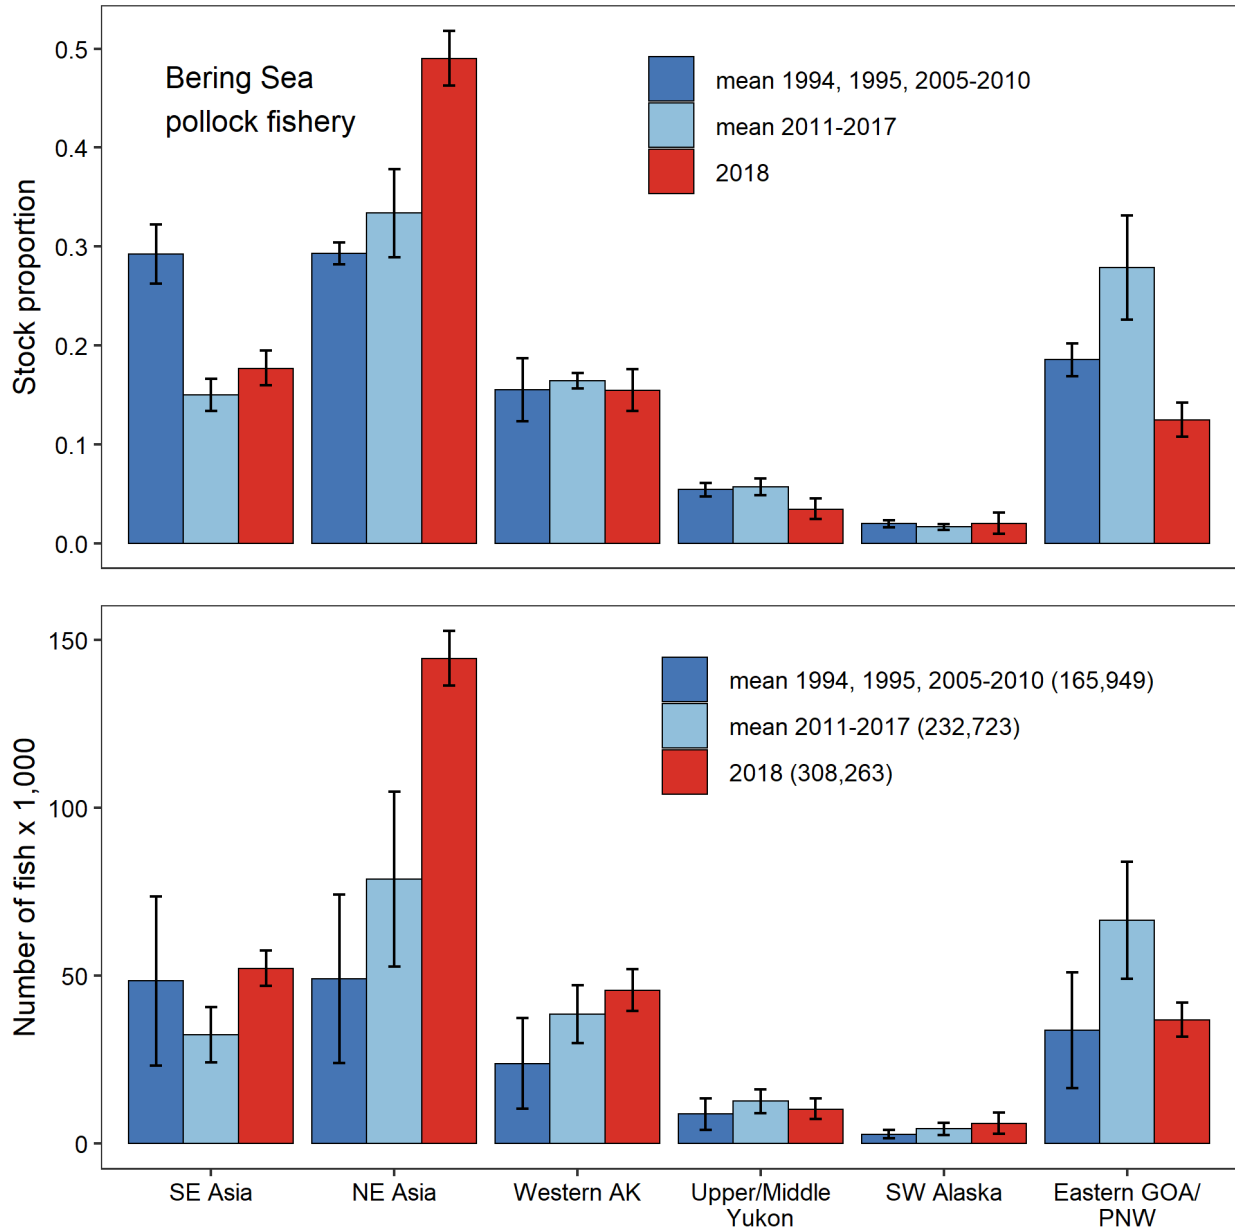 Bering Sea
pollock fishery
mean 1994, 1995, 2005-2010
mean 2011-2017
2018
Stock proportion
0.5
0.4
0.3
0.2
0.1
0.0
mean 1994, 1995, 2005-2010 (165,949)
mean 2011-2017 (232,723)
2018 (308,263)
Number of fish x 1,000
150
100
50
0
SE Asia
NE Asia
Western AK
Upper/Middle
Yukon
SW Alaska
Eastern GOA/
PNW